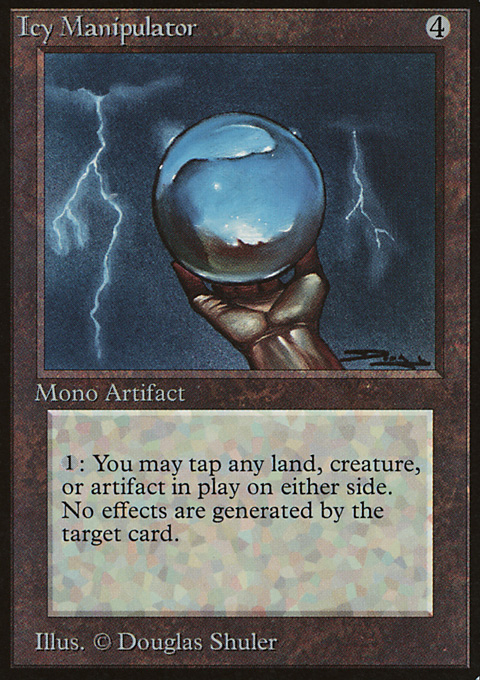 Icy Manipulator 4
Mono Artifact
1: You may tap any land, creature,
or artifact in play on either side.
No effects are generated by the
target card.
Illus. © Douglas Shuler